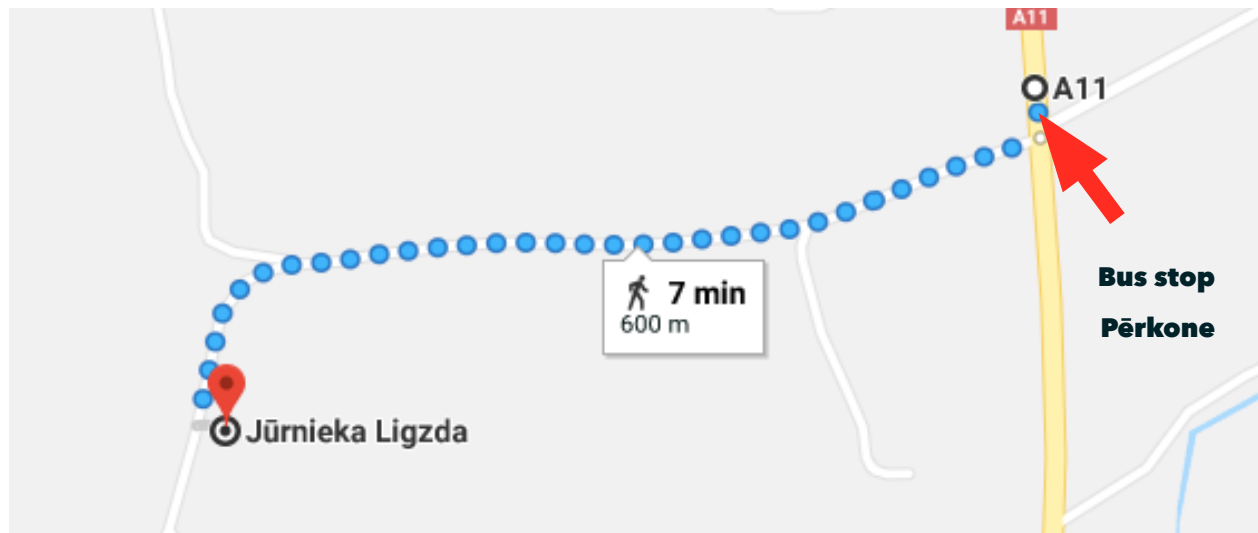 A11
A11
Bus stop
Pērkone
7 min
600 m
Jūrnieka Ligzda